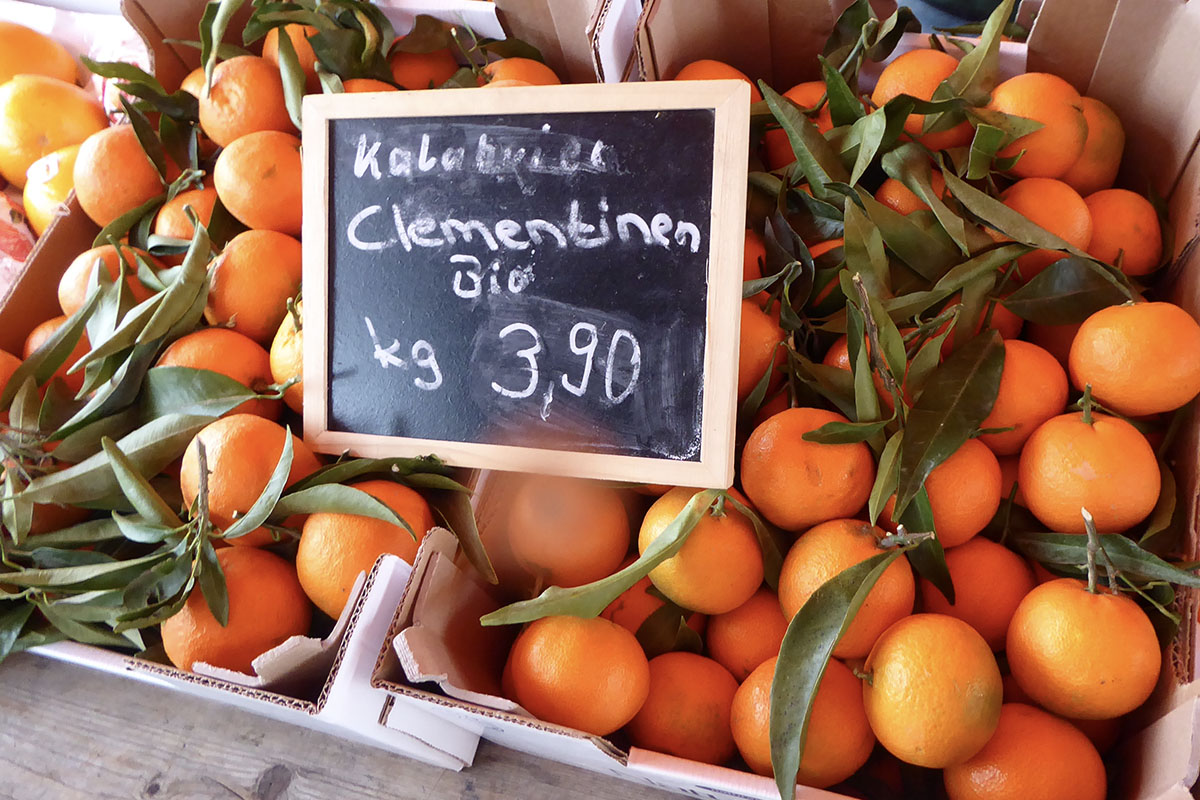 Kalabrien
Clementinen
Bio
kg 3,90